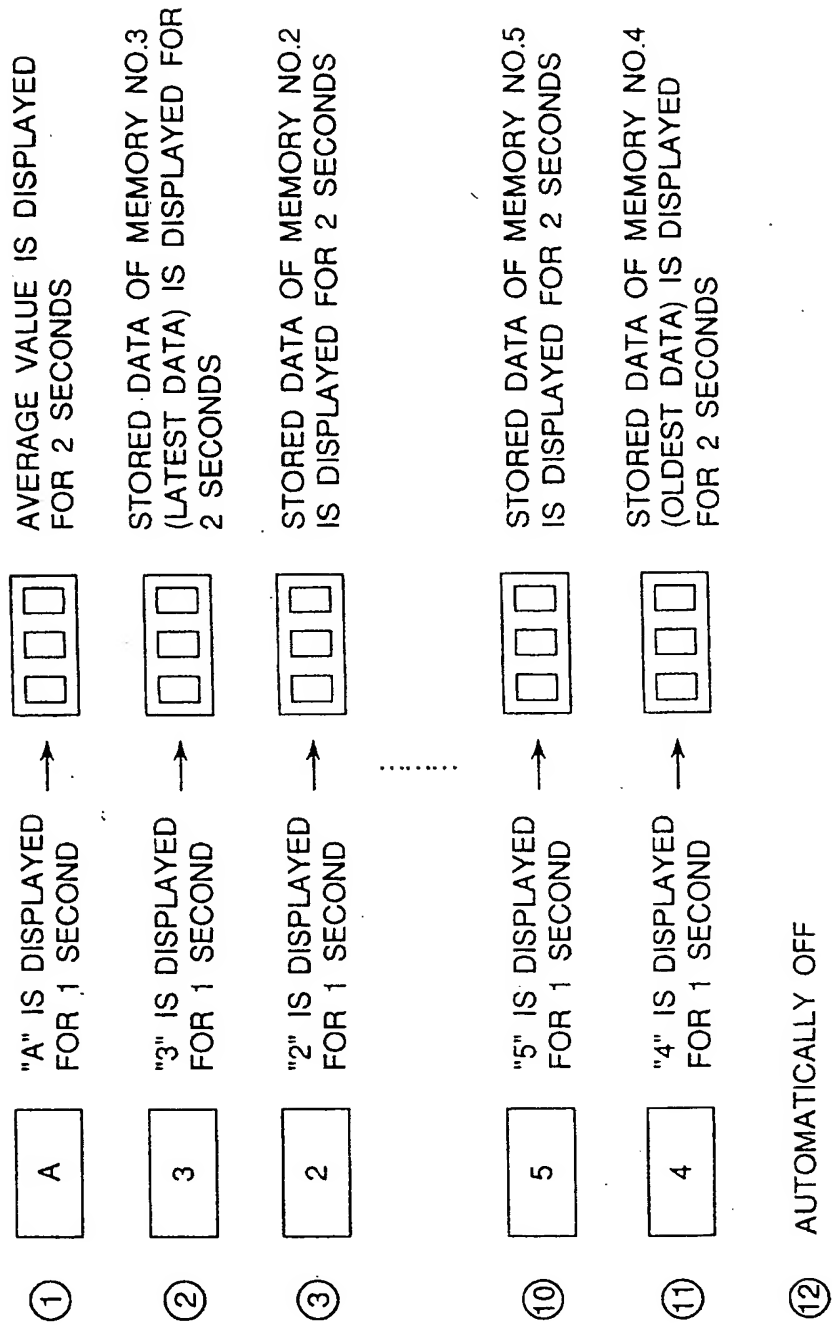 ① A "A" IS DISPLAYED
FOR 1 SECOND
→ AVERAGE VALUE IS DISPLAYED
FOR 2 SECONDS
② 3 "3" IS DISPLAYED
FOR 1 SECOND
→ STORED DATA OF MEMORY NO.3
(LATEST DATA) IS DISPLAYED FOR
2 SECONDS
③ 2 "2" IS DISPLAYED
FOR 1 SECOND
→ STORED DATA OF MEMORY NO.2
IS DISPLAYED FOR 2 SECONDS
.........
⑩ 5 "5" IS DISPLAYED
FOR 1 SECOND
→ STORED DATA OF MEMORY NO.5
IS DISPLAYED FOR 2 SECONDS
⑪ 4 "4" IS DISPLAYED
FOR 1 SECOND
→ STORED DATA OF MEMORY NO.4
(OLDEST DATA) IS DISPLAYED
FOR 2 SECONDS
⑫ AUTOMATICALLY OFF